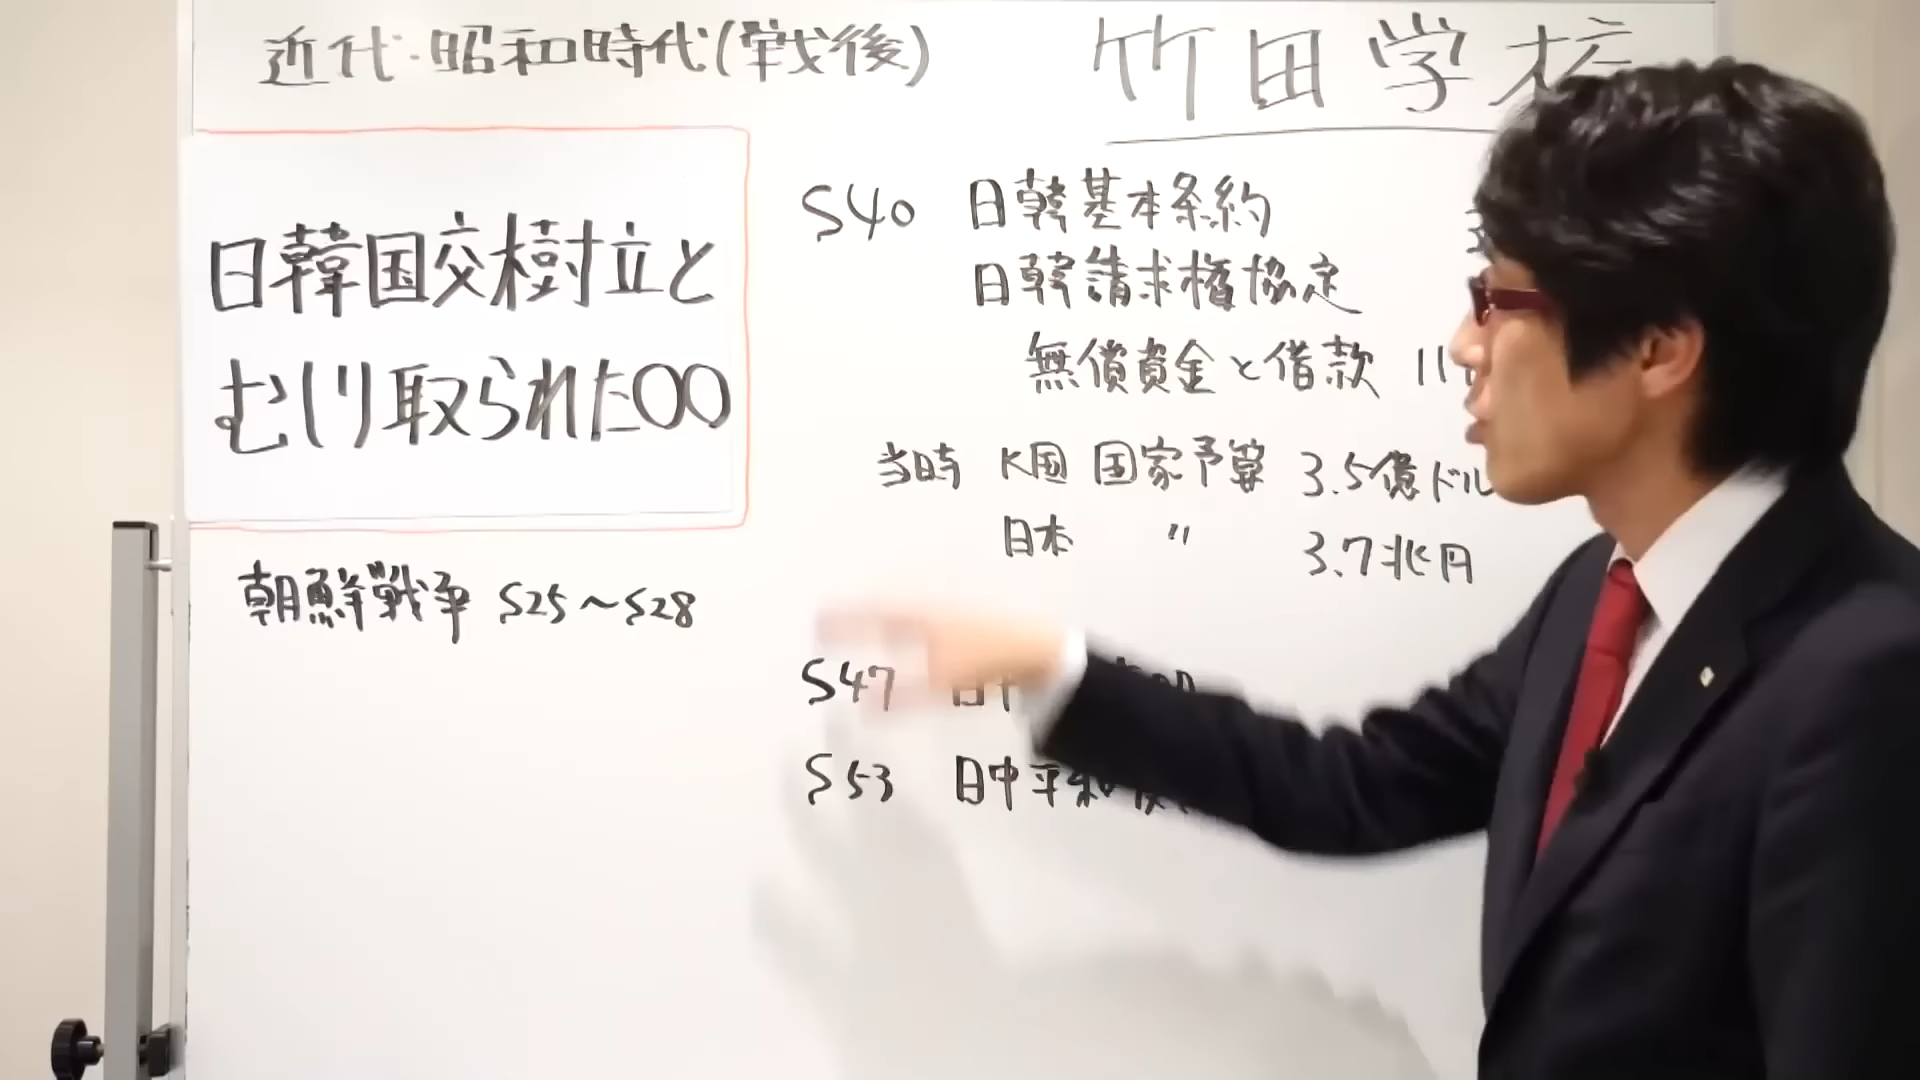 近代・昭和時代(戦後)
竹田学校
日韓国交樹立と
むしり取られた〇〇
朝鮮戦争 S25〜S28
S40 日韓基本条約
日韓請求権協定
無償資金と借款 11
当時 K国 国家予算 3.5億ドル
日本 〃 3.7兆円
S47 日中
S53 日中平和